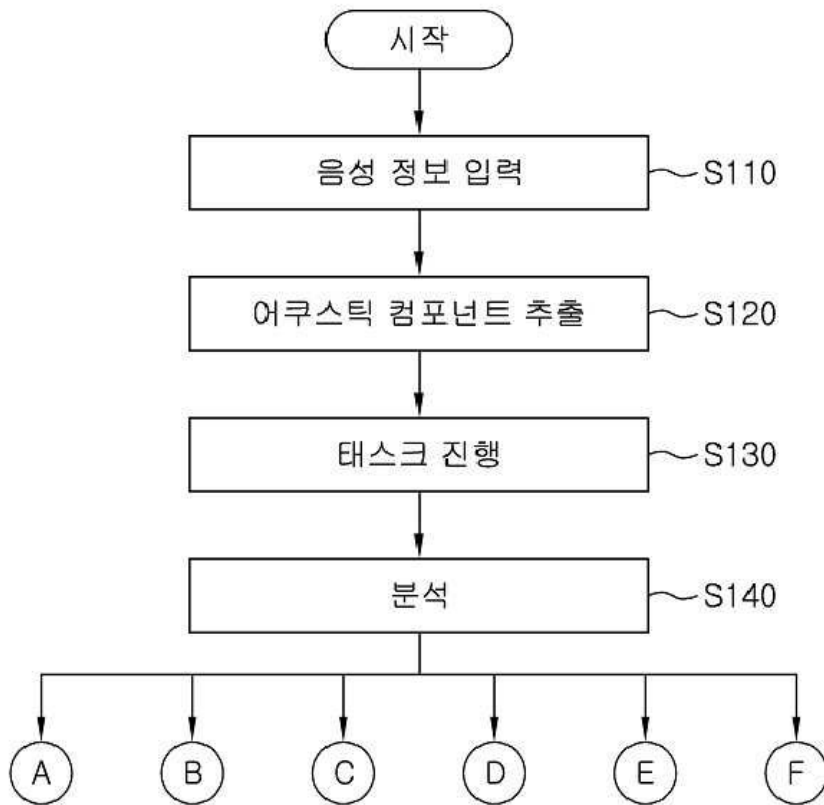 시작
음성 정보 입력
S110
어쿠스틱 컴포넌트 추출
S120
태스크 진행
S130
분석
S140
A B C D E F